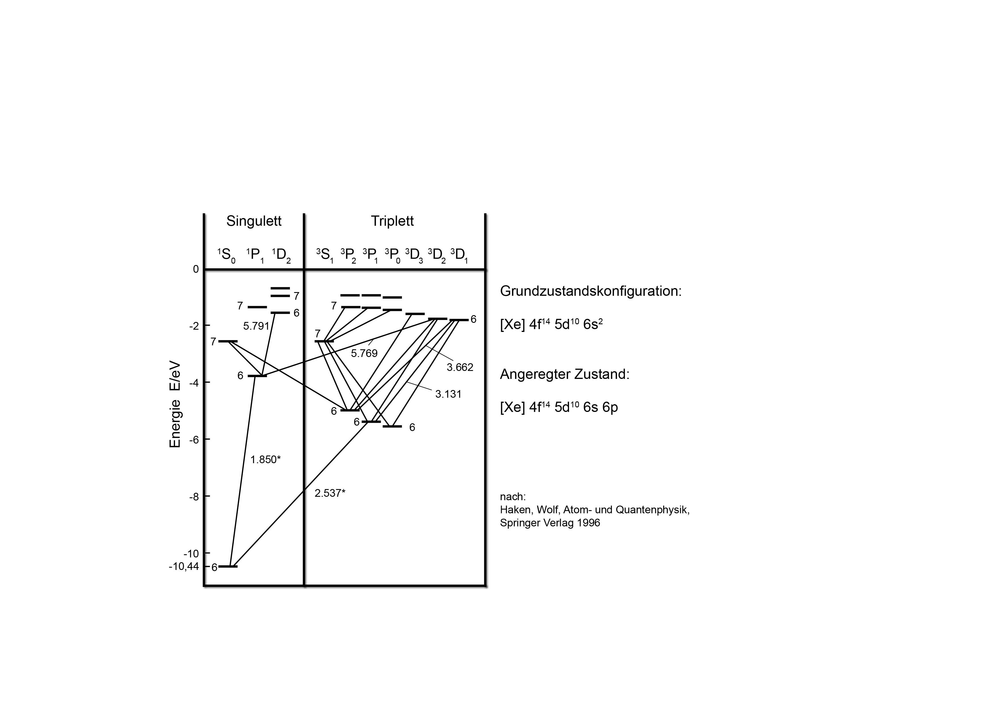 Singulett
Triplett
¹S₀ ¹P₁ ¹D₂ ³S₁ ³P₂ ³P₁ ³P₀ ³D₃ ³D₂ ³D₁
0
Grundzustandskonfiguration:
7
7
7
6
6
[Xe] 4f¹⁴ 5d¹⁰ 6s²
-2
5.791
7
7
5.769
3.662
6
Angeregter Zustand:
-4
3.131
6
[Xe] 4f¹⁴ 5d¹⁰ 6s 6p
6
6
Energie E/eV
-6
1.850*
2.537*
-8
nach:
Haken, Wolf, Atom- und Quantenphysik,
Springer Verlag 1996
-10
-10,44
6